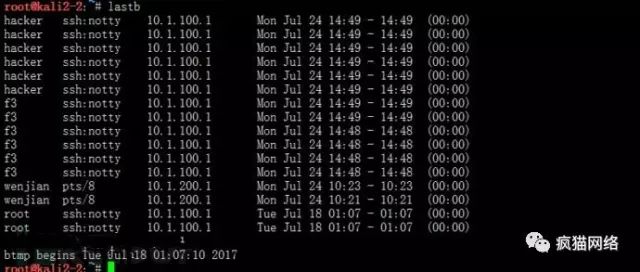 root@kali2-2:~# lastb
hacker ssh:notty 10.1.100.1 Mon Jul 24 14:49 - 14:49 (00:00)
hacker ssh:notty 10.1.100.1 Mon Jul 24 14:49 - 14:49 (00:00)
hacker ssh:notty 10.1.100.1 Mon Jul 24 14:49 - 14:49 (00:00)
hacker ssh:notty 10.1.100.1 Mon Jul 24 14:49 - 14:49 (00:00)
hacker ssh:notty 10.1.100.1 Mon Jul 24 14:49 - 14:49 (00:00)
hacker ssh:notty 10.1.100.1 Mon Jul 24 14:49 - 14:49 (00:00)
f3 ssh:notty 10.1.100.1 Mon Jul 24 14:49 - 14:49 (00:00)
f3 ssh:notty 10.1.100.1 Mon Jul 24 14:49 - 14:49 (00:00)
f3 ssh:notty 10.1.100.1 Mon Jul 24 14:48 - 14:48 (00:00)
f3 ssh:notty 10.1.100.1 Mon Jul 24 14:48 - 14:48 (00:00)
f3 ssh:notty 10.1.100.1 Mon Jul 24 14:48 - 14:48 (00:00)
f3 ssh:notty 10.1.100.1 Mon Jul 24 14:48 - 14:48 (00:00)
wenjian pts/8 10.1.200.1 Mon Jul 24 10:23 - 10:23 (00:00)
wenjian pts/8 10.1.200.1 Mon Jul 24 10:21 - 10:21 (00:00)
root ssh:notty 10.1.100.1 Tue Jul 18 01:07 - 01:07 (00:00)
root ssh:notty 10.1.100.1 Tue Jul 18 01:07 - 01:07 (00:00)
btmp begins Tue Jul 18 01:07:10 2017
root@kali2-2:~#
疯猫网络